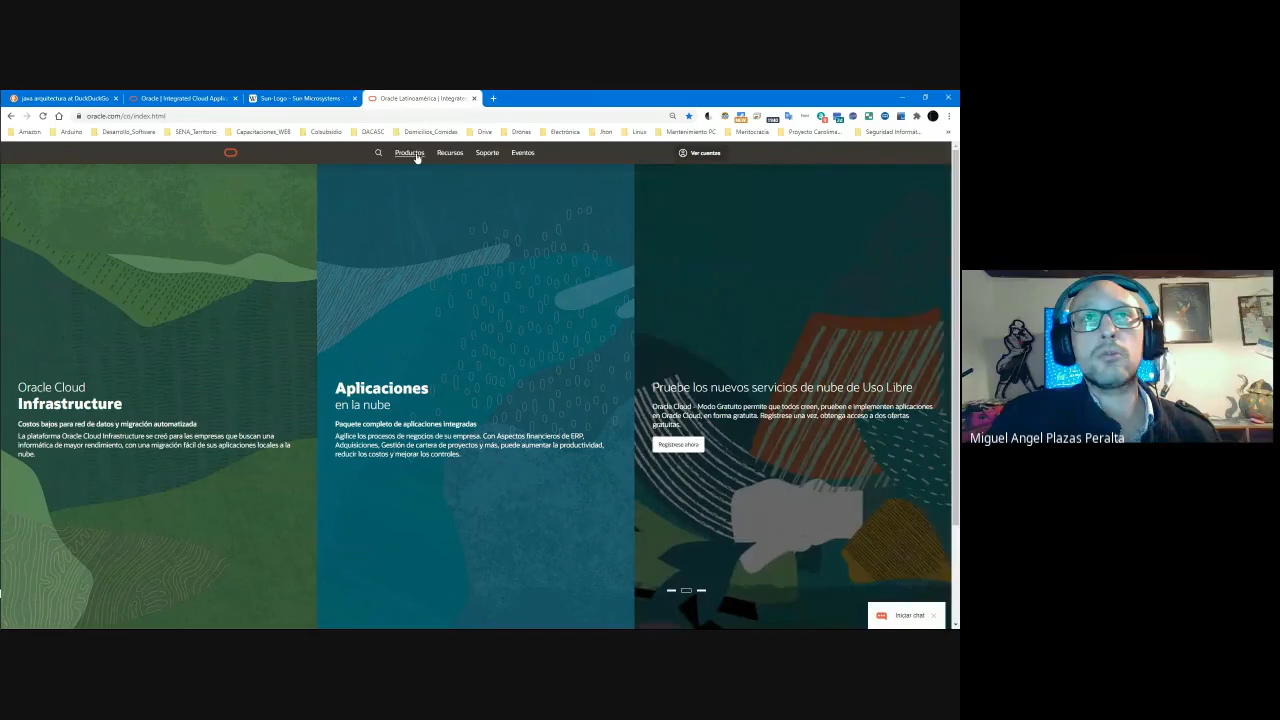 java arquitectura at DuckDuckGo
Oracle | Integrated Cloud Applic
Sun-Logo - Sun Microsystems -
Oracle Latinoamérica | Integrate
oracle.com/co/index.html
Amazon
Arduino
Desarrollo_Software
SENA_Territorio
Capacitaciones_WEB
Colsubsidio
DACASC
Domicilios_Comidas
Drive
Drones
Electrónica
Jhon
Linux
Mantenimiento PC
Meritocracia
Proyecto Carolima...
Seguridad Informát...
Productos
Recursos
Soporte
Eventos
Ver cuentas
Oracle Cloud
Infrastructure
Costos bajos para red de datos y migración automatizada
La plataforma Oracle Cloud Infrastructure se creó para las empresas que buscan una
informática de mayor rendimiento, con una migración fácil de sus aplicaciones locales a la
nube.
Aplicaciones
en la nube
Paquete completo de aplicaciones integradas
Agilice los procesos de negocios de su empresa. Con Aspectos financieros de ERP,
Adquisiciones, Gestión de cartera de proyectos y más, puede aumentar la productividad,
reducir los costos y mejorar los controles.
Pruebe los nuevos servicios de nube de Uso Libre
Oracle Cloud - Modo Gratuito permite que todos creen, prueben e implementen aplicaciones
en Oracle Cloud, en forma gratuita. Regístrese una vez, obtenga acceso a dos ofertas
gratuitas.
Regístrese ahora
Iniciar chat
Miguel Angel Plazas Peralta